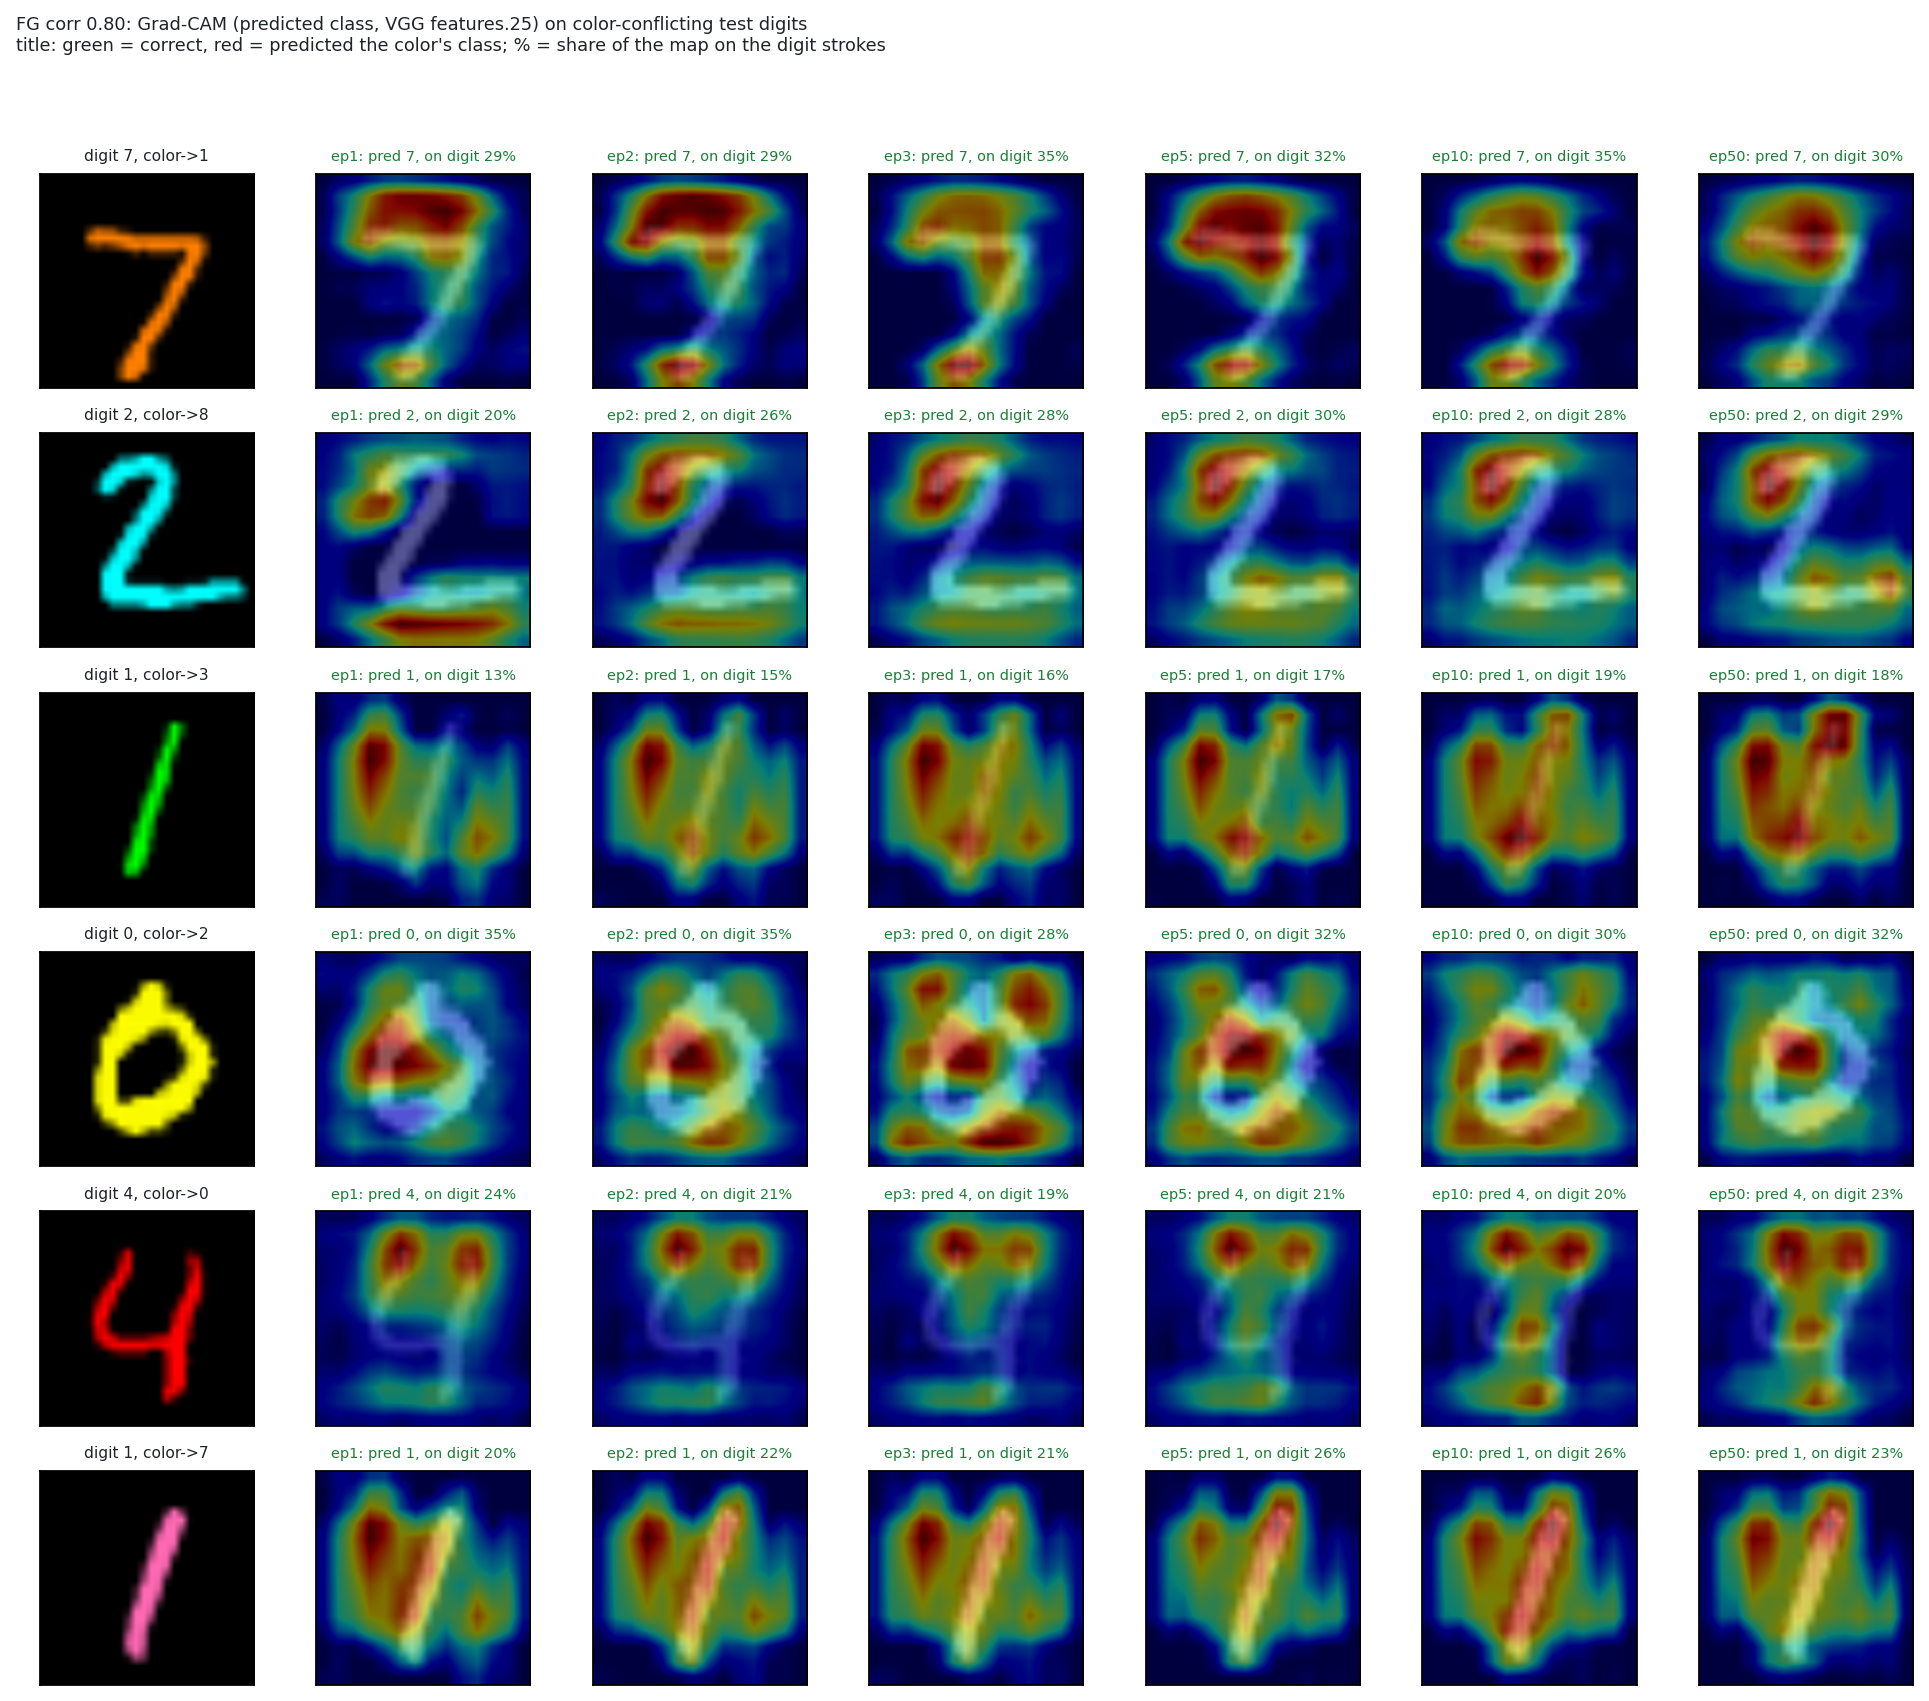 FG corr 0.80: Grad-CAM (predicted class, VGG features.25) on color-conflicting test digits
title: green = correct, red = predicted the color's class; % = share of the map on the digit strokes
digit 7, color->1
ep1: pred 7, on digit 29%
ep2: pred 7, on digit 29%
ep3: pred 7, on digit 35%
ep5: pred 7, on digit 32%
ep10: pred 7, on digit 35%
ep50: pred 7, on digit 30%
digit 2, color->8
ep1: pred 2, on digit 20%
ep2: pred 2, on digit 26%
ep3: pred 2, on digit 28%
ep5: pred 2, on digit 30%
ep10: pred 2, on digit 28%
ep50: pred 2, on digit 29%
digit 1, color->3
ep1: pred 1, on digit 13%
ep2: pred 1, on digit 15%
ep3: pred 1, on digit 16%
ep5: pred 1, on digit 17%
ep10: pred 1, on digit 19%
ep50: pred 1, on digit 18%
digit 0, color->2
ep1: pred 0, on digit 35%
ep2: pred 0, on digit 35%
ep3: pred 0, on digit 28%
ep5: pred 0, on digit 32%
ep10: pred 0, on digit 30%
ep50: pred 0, on digit 32%
digit 4, color->0
ep1: pred 4, on digit 24%
ep2: pred 4, on digit 21%
ep3: pred 4, on digit 19%
ep5: pred 4, on digit 21%
ep10: pred 4, on digit 20%
ep50: pred 4, on digit 23%
digit 1, color->7
ep1: pred 1, on digit 20%
ep2: pred 1, on digit 22%
ep3: pred 1, on digit 21%
ep5: pred 1, on digit 26%
ep10: pred 1, on digit 26%
ep50: pred 1, on digit 23%